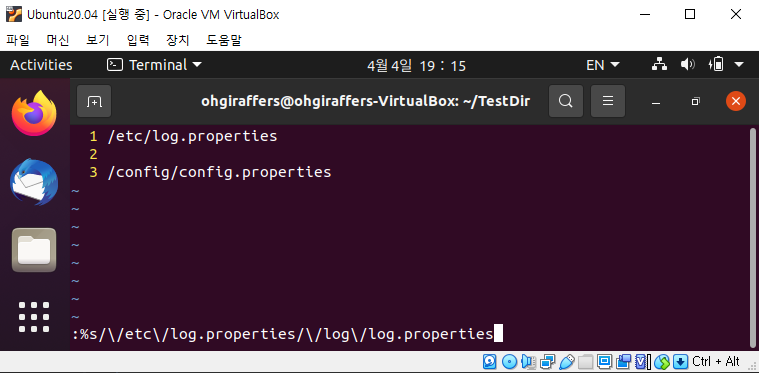 Ubuntu20.04 [실행 중] - Oracle VM VirtualBox
파일 머신 보기 입력 장치 도움말
Activities Terminal 4월 4일 19 : 15 EN
ohgiraffers@ohgiraffers-VirtualBox: ~/TestDir
1 /etc/log.properties
2
3 /config/config.properties
~
~
~
~
~
~
~
~
:%s/\/etc\/log.properties/\/log\/log.properties
Ctrl + Alt